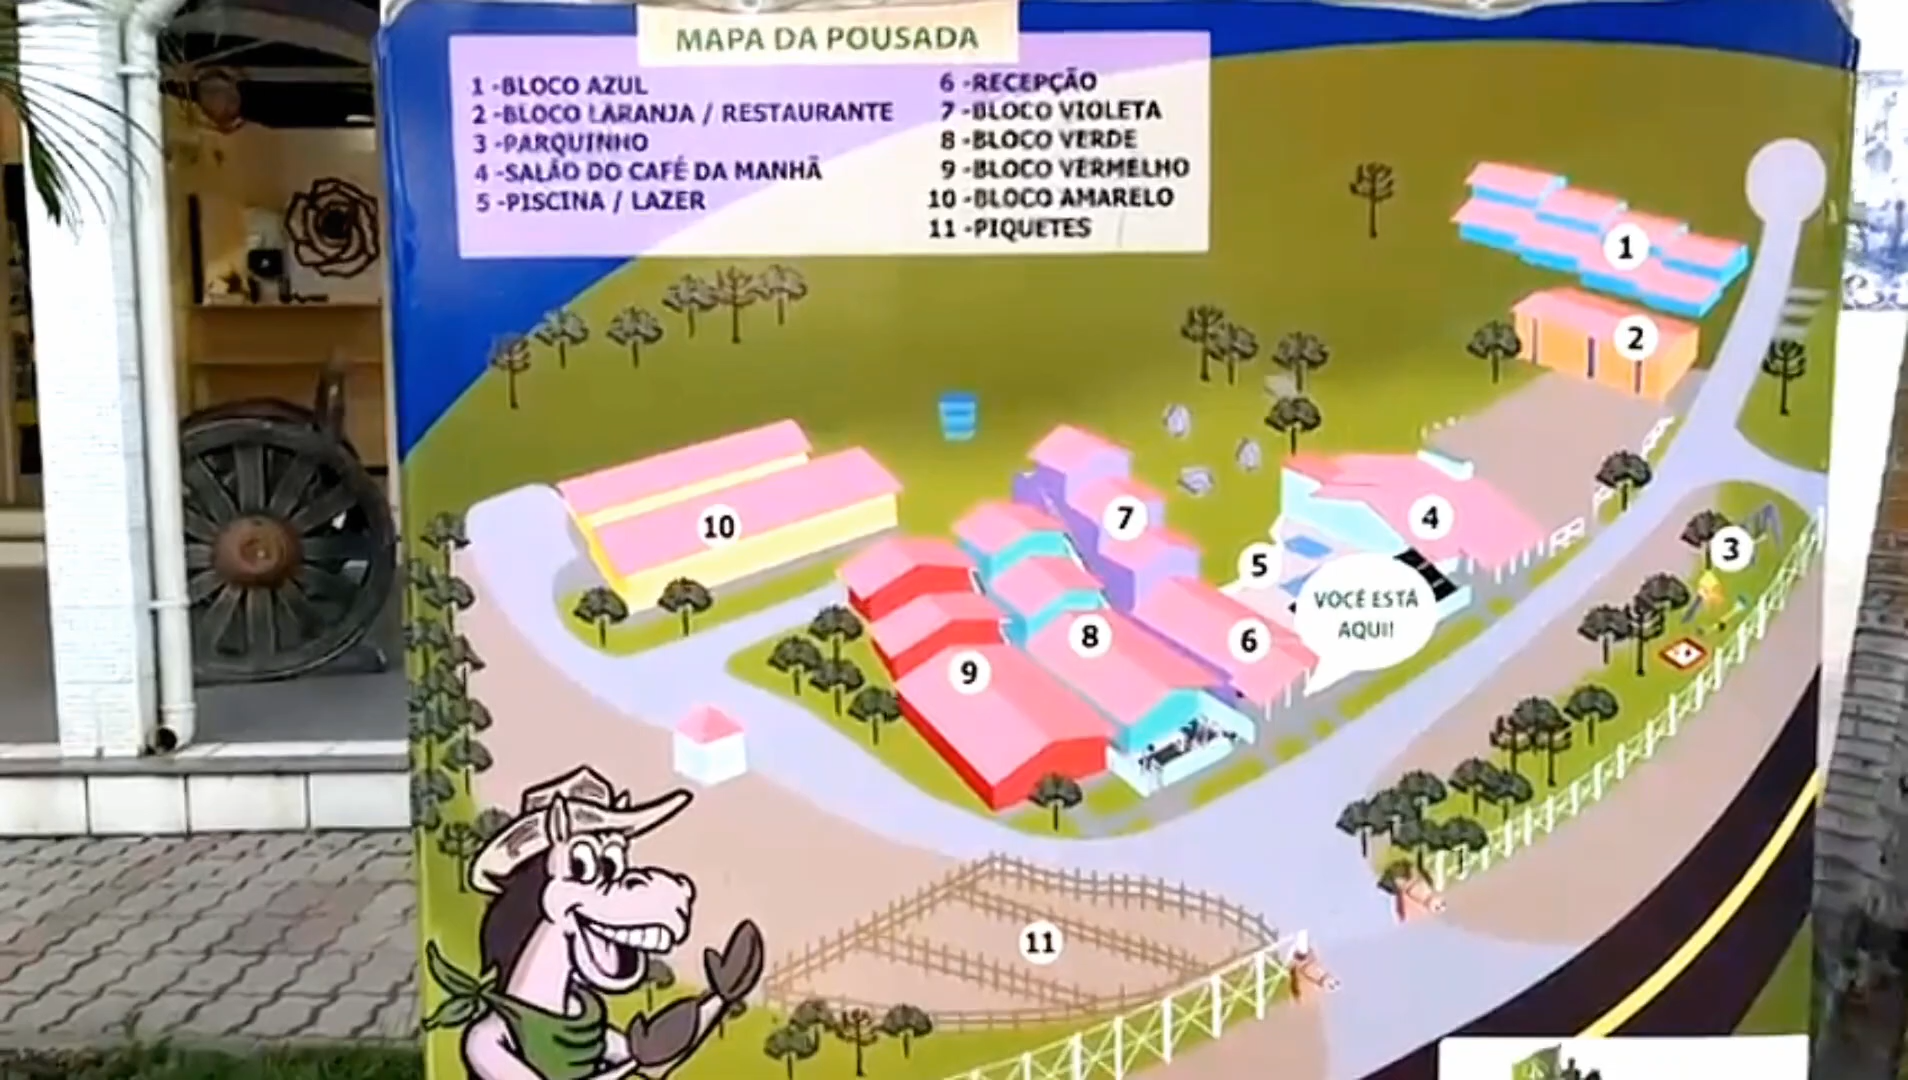 MAPA DA POUSADA
1 -BLOCO AZUL
2 -BLOCO LARANJA / RESTAURANTE
3 -PARQUINHO
4 -SALÃO DO CAFÉ DA MANHÃ
5 -PISCINA / LAZER
6 -RECEPÇÃO
7 -BLOCO VIOLETA
8 -BLOCO VERDE
9 -BLOCO VERMELHO
10 -BLOCO AMARELO
11 -PIQUETES
1
2
10
7
4
3
5
VOCÊ ESTÁ
AQUI!
8
6
9
11